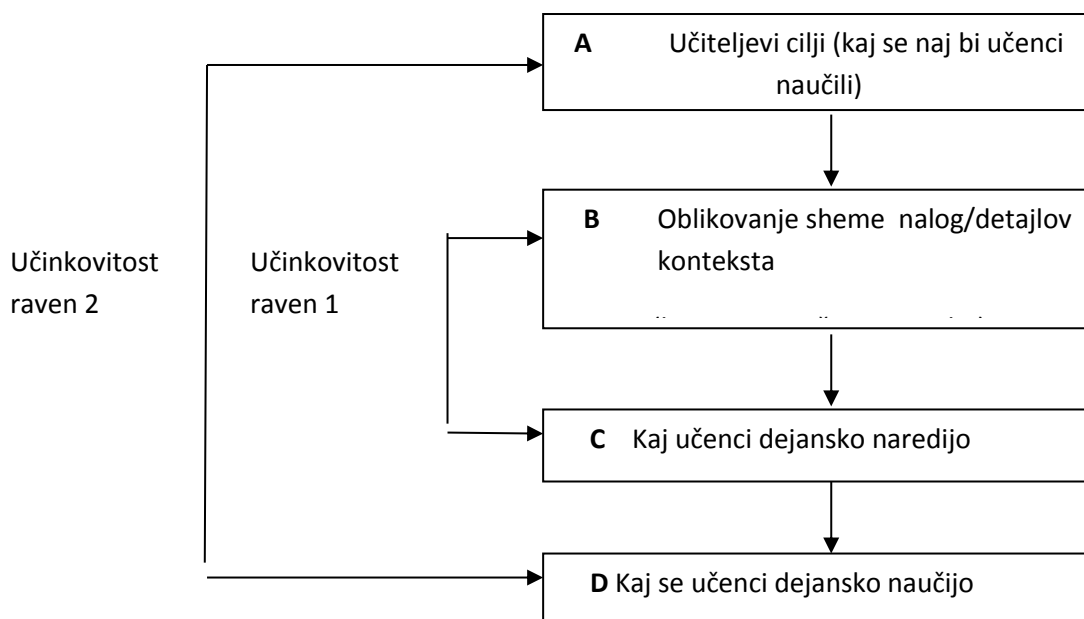 A Učiteljevi cilji (kaj se naj bi učenci
naučili)
B Oblikovanje sheme nalog/detajlov
konteksta
Učinkovitost
raven 2
Učinkovitost
raven 1
C Kaj učenci dejansko naredijo
D Kaj se učenci dejansko naučijo